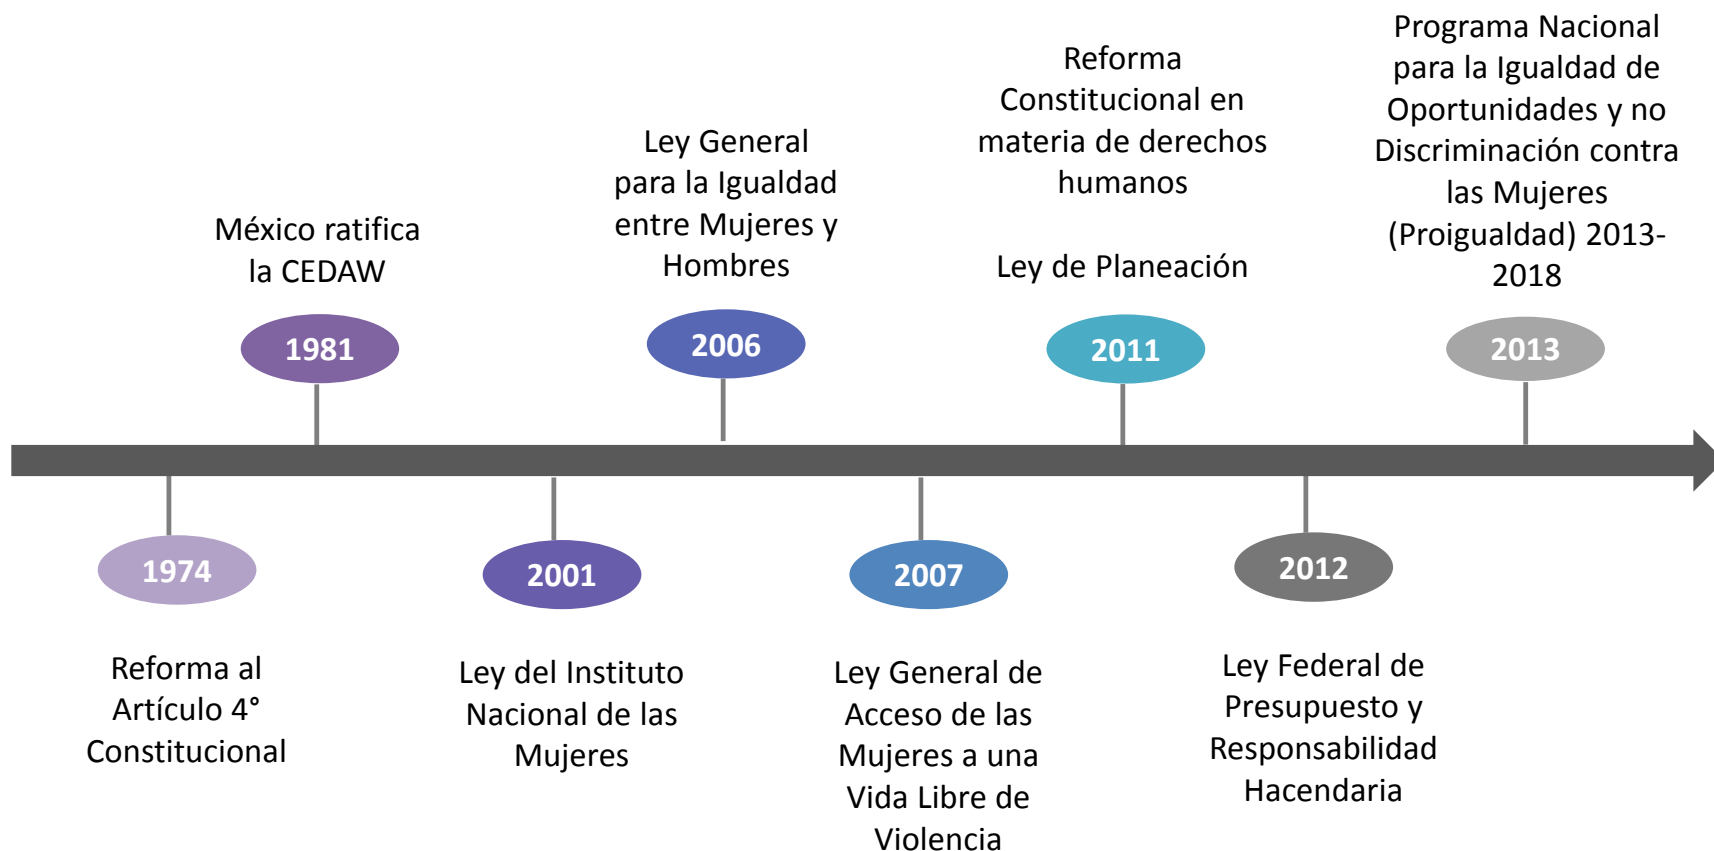 México ratifica
la CEDAW
1981
Ley General
para la Igualdad
entre Mujeres y
Hombres
2006
Reforma
Constitucional en
materia de derechos
humanos
Ley de Planeación
2011
Programa Nacional
para la Igualdad de
Oportunidades y no
Discriminación contra
las Mujeres
(Proigualdad) 2013-
2018
2013
1974
Reforma al
Artículo 4°
Constitucional
2001
Ley del Instituto
Nacional de las
Mujeres
2007
Ley General de
Acceso de las
Mujeres a una
Vida Libre de
Violencia
2012
Ley Federal de
Presupuesto y
Responsabilidad
Hacendaria